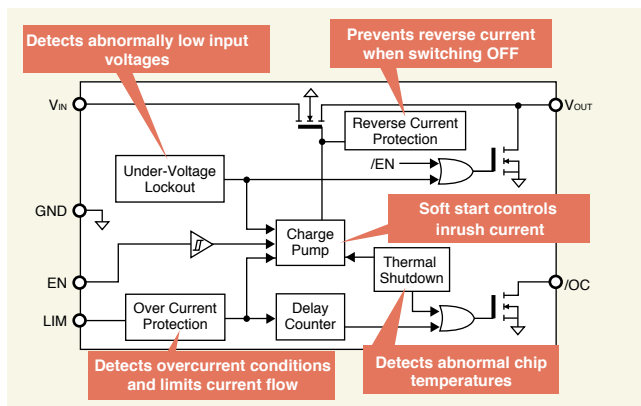 Detects abnormally low input
voltages
Prevents reverse current
when switching OFF
VIN
VOUT
Reverse Current
Protection
/EN
Under-Voltage
Lockout
GND
Soft start controls
inrush current
Charge
Pump
EN
Thermal
Shutdown
/OC
LIM
Over Current
Protection
Delay
Counter
Detects overcurrent conditions
and limits current flow
Detects abnormal chip
temperatures